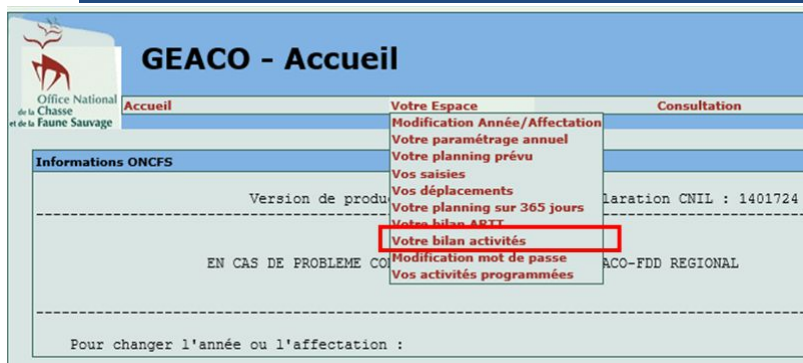 GEACO - Accueil
Office National
de la Chasse
et de la Faune Sauvage
Accueil Votre Espace Consultation
Modification Année/Affectation
Votre paramétrage annuel
Votre planning prévu
Vos saisies
Vos déplacements
Votre planning sur 365 jours
Votre bilan ARTT
Votre bilan activités
Modification mot de passe
Vos activités programmées
Informations ONCFS
Version de produ laration CNIL : 1401724
EN CAS DE PROBLEME CO ACO-FDD REGIONAL
Pour changer l'année ou l'affectation :